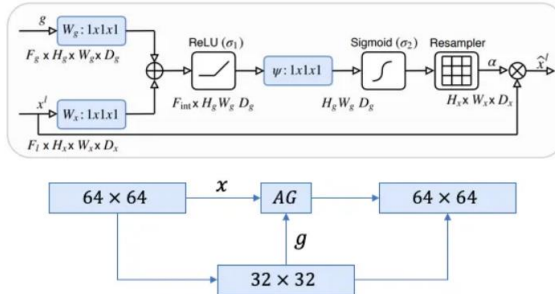 g
W_g : 1x1x1
F_g x H_g x W_g x D_g
x^l
W_x : 1x1x1
F_l x H_x x W_x x D_x
ReLU (σ_1)
F_int x H_g W_g D_g
ψ : 1x1x1
H_g W_g D_g
Sigmoid (σ_2)
Resampler
α
H_x x W_x x D_x
x̂^l
64 × 64
x
AG
64 × 64
g
32 × 32